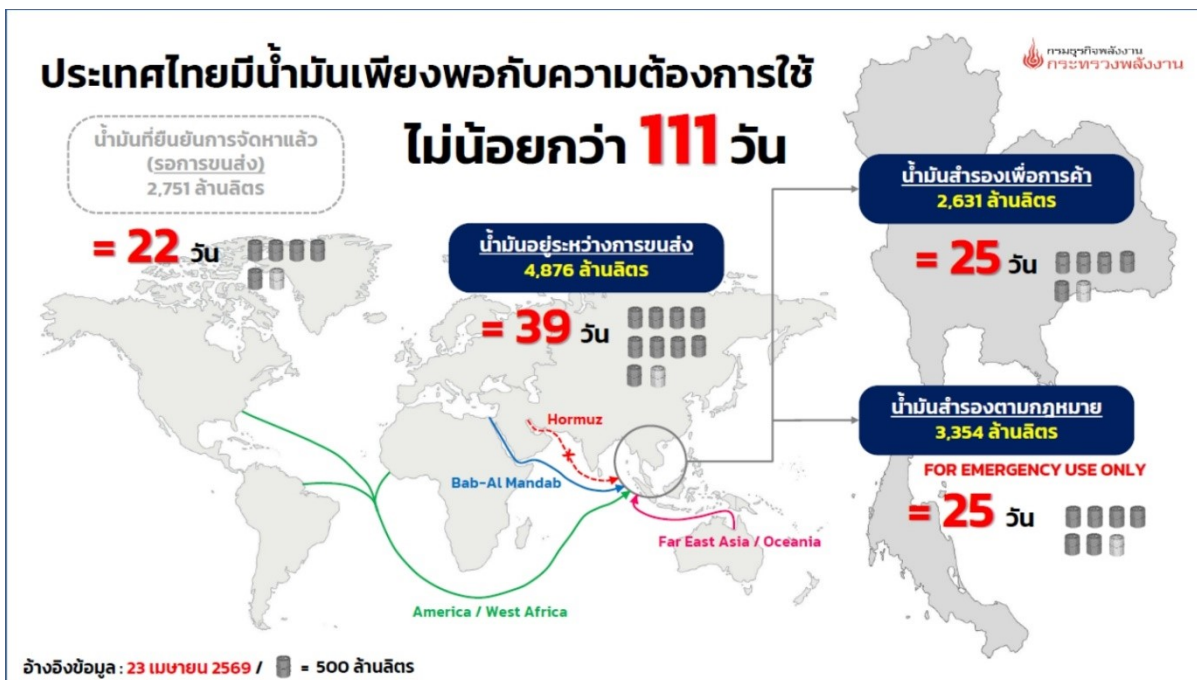 ประเทศไทยมีน้ำมันเพียงพอกับความต้องการใช้
ไม่น้อยกว่า 111 วัน
กรมธุรกิจพลังงาน
กระทรวงพลังงาน
น้ำมันที่ยืนยันการจัดหาแล้ว
(รอการขนส่ง)
2,751 ล้านลิตร
= 22 วัน
น้ำมันอยู่ระหว่างการขนส่ง
4,876 ล้านลิตร
= 39 วัน
น้ำมันสำรองเพื่อการค้า
2,631 ล้านลิตร
= 25 วัน
น้ำมันสำรองตามกฎหมาย
3,354 ล้านลิตร
FOR EMERGENCY USE ONLY
= 25 วัน
Hormuz
Bab-Al Mandab
Far East Asia / Oceania
America / West Africa
อ้างอิงข้อมูล : 23 เมษายน 2569 / = 500 ล้านลิตร